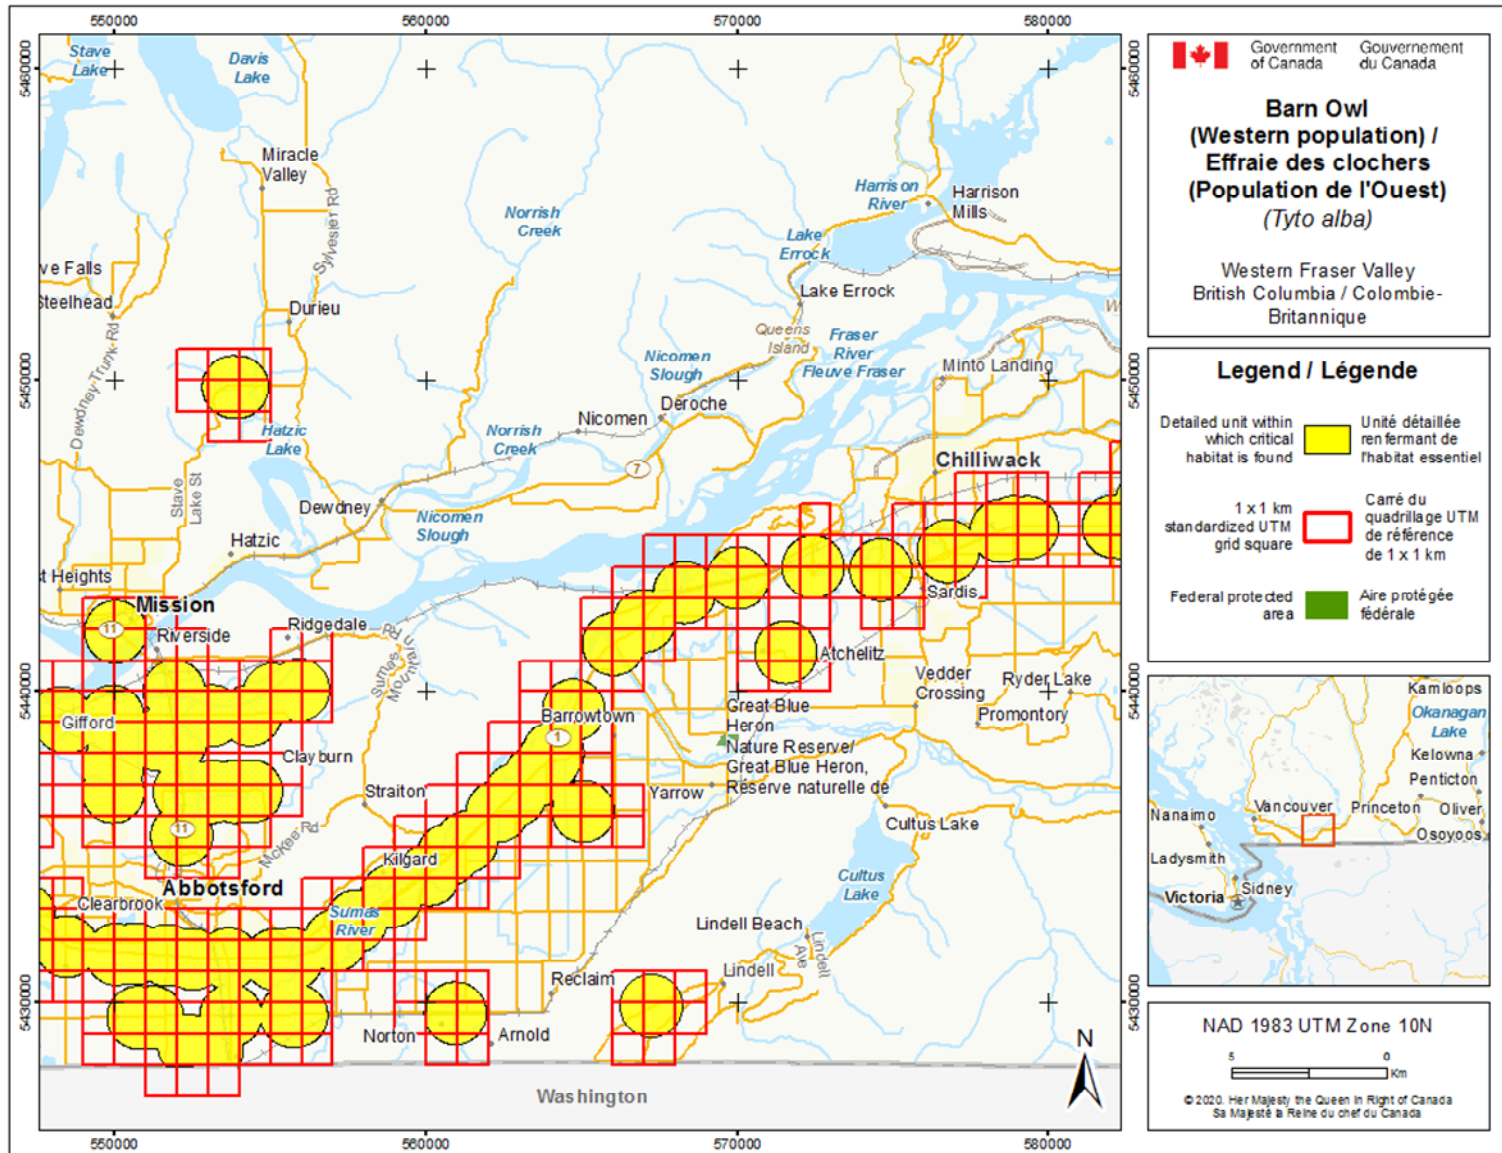 550000
560000
570000
580000
5460000
5450000
5440000
5430000
Stave
Lake
Davis
Lake
Miracle
Valley
Sylvester Rd
Norrish
Creek
Harrison
River
Harrison
Mills
Lake
Errock
Lake Errock
ve Falls
Steelhead
Durieu
Dewdney Trunk Rd
Queens
Island
Fraser
River
Fleuve Fraser
Nicomen
Slough
Minto Landing
Deroche
Nicomen
Hatzic
Lake
Norrish
Creek
7
Chilliwack
Stave
Lake St
Dewdney
Nicomen
Slough
Hatzic
st Heights
Mission
11
Riverside
Ridgedale
Sumas
Mountain Rd
Sardis
Atchelitz
Vedder
Crossing
Ryder Lake
Promontory
Gifford
Barrowtown
1
Great Blue
Heron
Nature Reserve/
Great Blue Heron,
Réserve naturelle de
Clayburn
Straiton
Yarrow
11
McKee Rd
Cultus Lake
Kilgard
Abbotsford
Clearbrook
Sumas
River
Cultus
Lake
Lindell Beach
Lindell
Ave
Lindell
Reclaim
Norton
Arnold
N
Washington
550000
560000
570000
580000
5460000
5450000
5440000
5430000
Government
of Canada
Gouvernement
du Canada
Barn Owl
(Western population) /
Effraie des clochers
(Population de l'Ouest)
(Tyto alba)
Western Fraser Valley
British Columbia / Colombie-
Britannique
Legend / Légende
Detailed unit within
which critical
habitat is found
Unité détaillée
renfermant de
l'habitat essentiel
1 x 1 km
standardized UTM
grid square
Carré du
quadrillage UTM
de référence
de 1 x 1 km
Federal protected
area
Aire protégée
fédérale
Kamloops
Okanagan
Lake
Kelowna
Penticton
Vancouver
Princeton
Oliver
Osoyoos
Nanaimo
Ladysmith
Victoria
Sidney
NAD 1983 UTM Zone 10N
5
0
Km
© 2020. Her Majesty the Queen in Right of Canada
Sa Majesté la Reine du chef du Canada